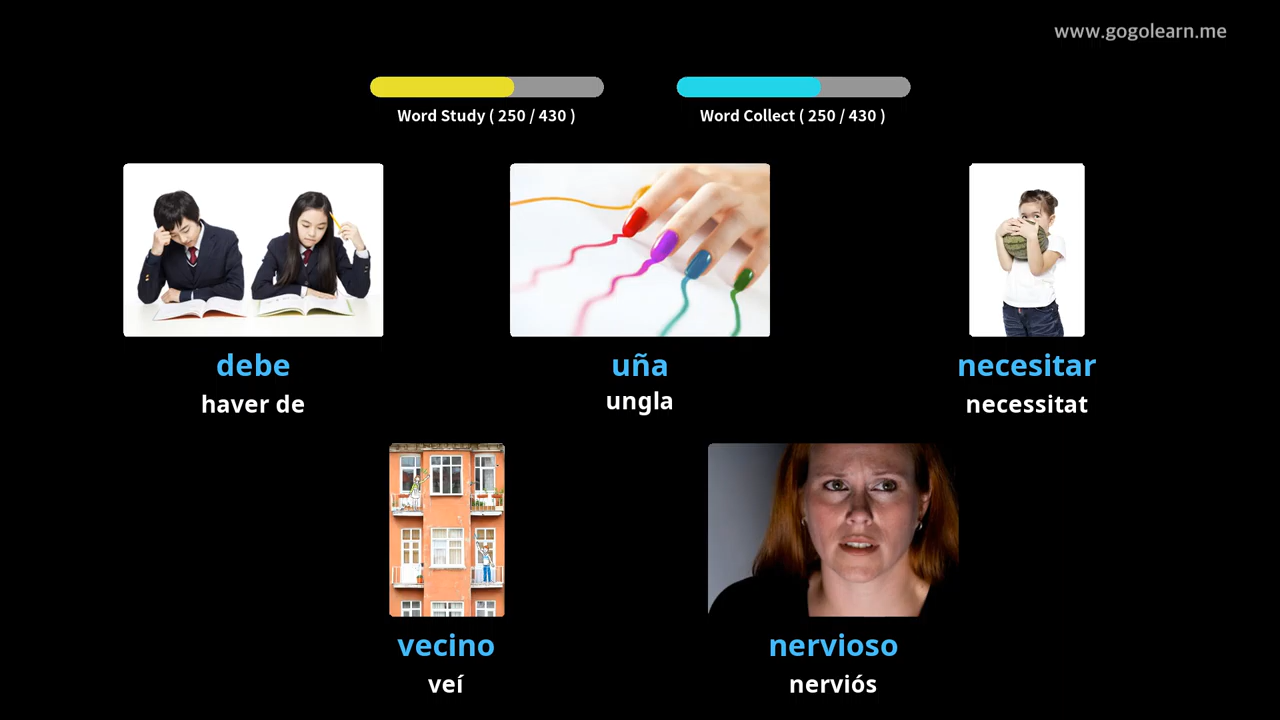 www.gogolearn.me
Word Study ( 250 / 430 )
Word Collect ( 250 / 430 )
debe
haver de
uña
ungla
necesitar
necessitat
vecino
veí
nervioso
nerviós